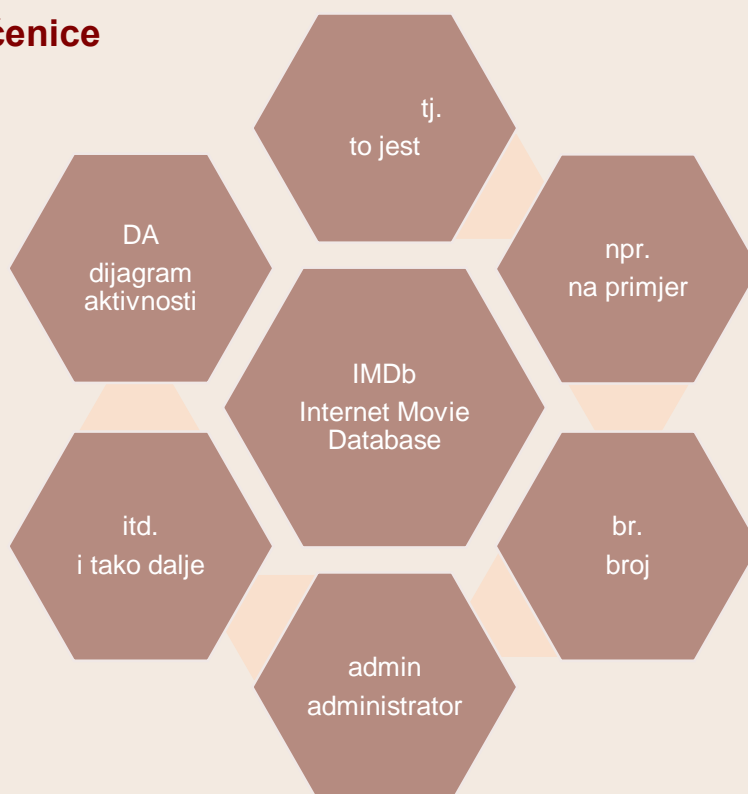 tj.
to jest
DA
dijagram
aktivnosti
npr.
na primjer
IMDb
Internet Movie
Database
itd.
i tako dalje
br.
broj
admin
administrator